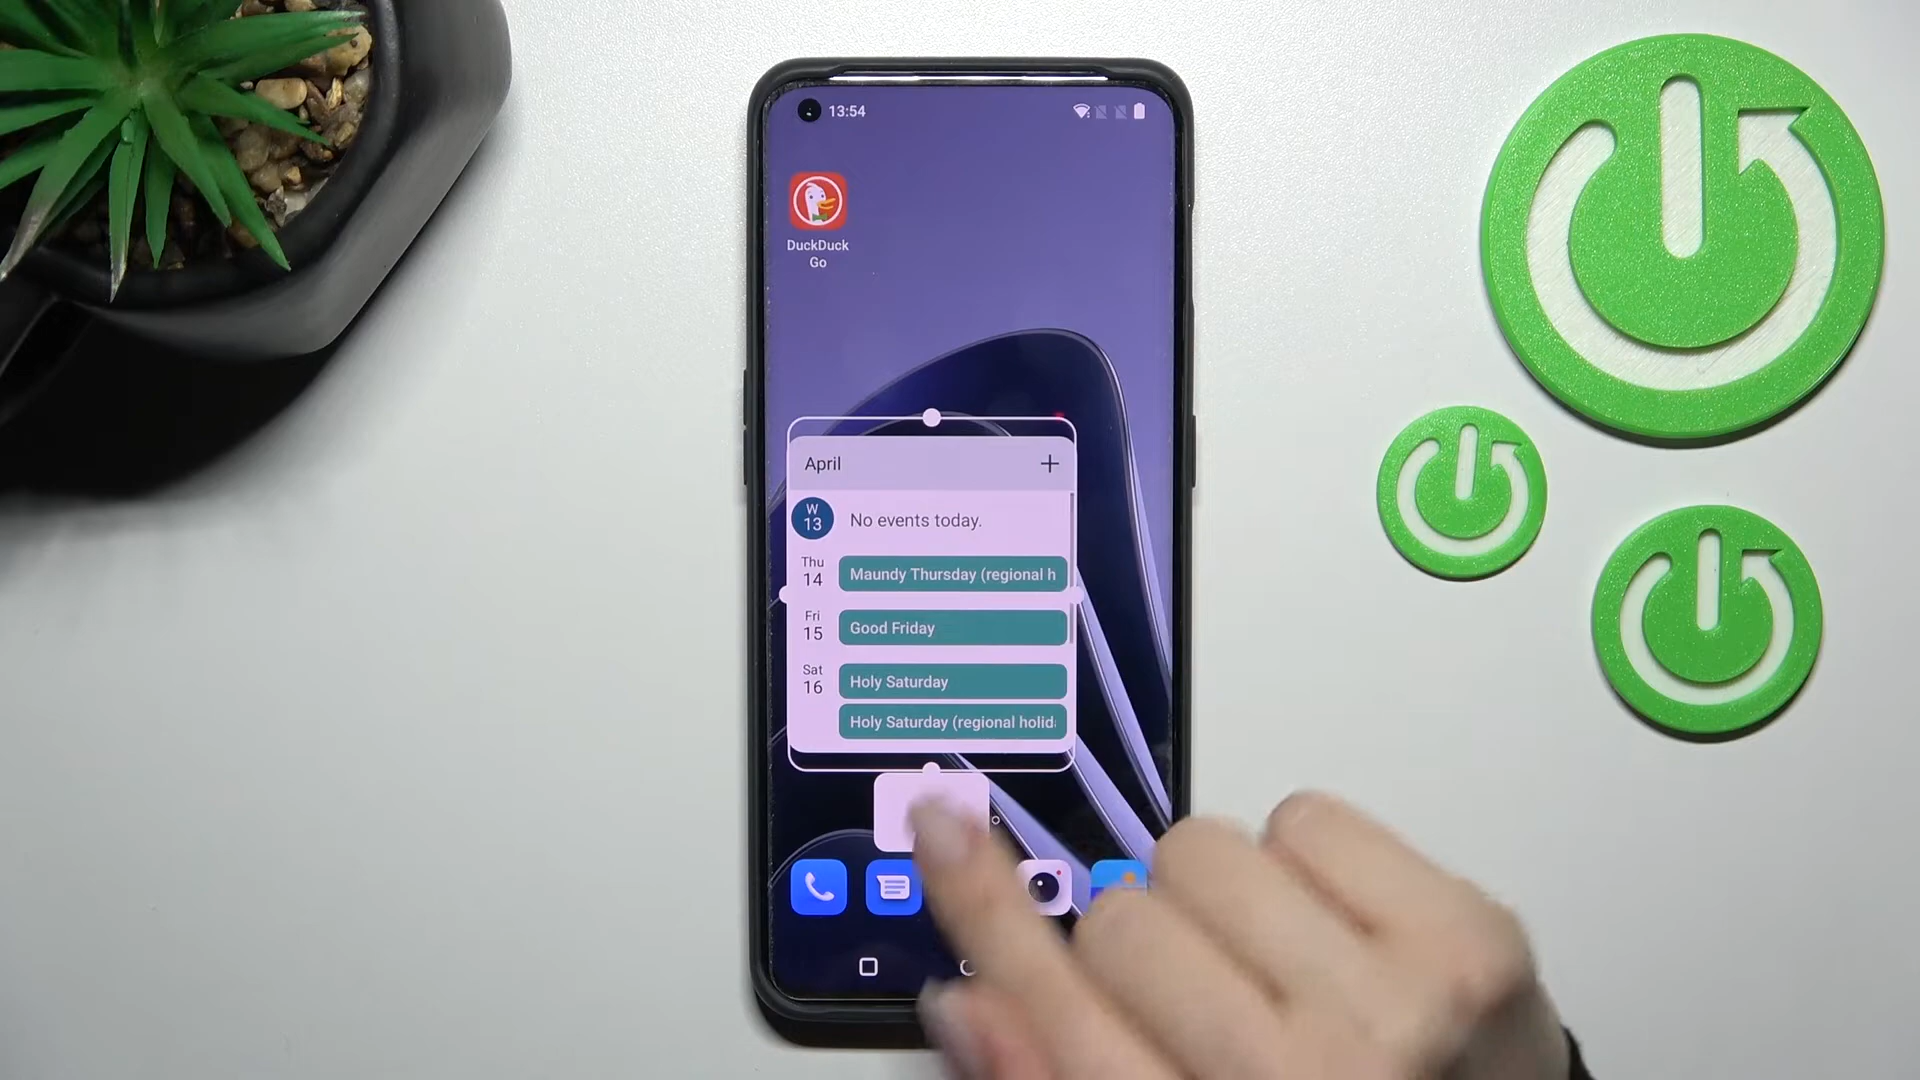 13:54
DuckDuck
Go
April
W
13
No events today.
Thu
14
Maundy Thursday (regional h
Fri
15
Good Friday
Sat
16
Holy Saturday
Holy Saturday (regional holid